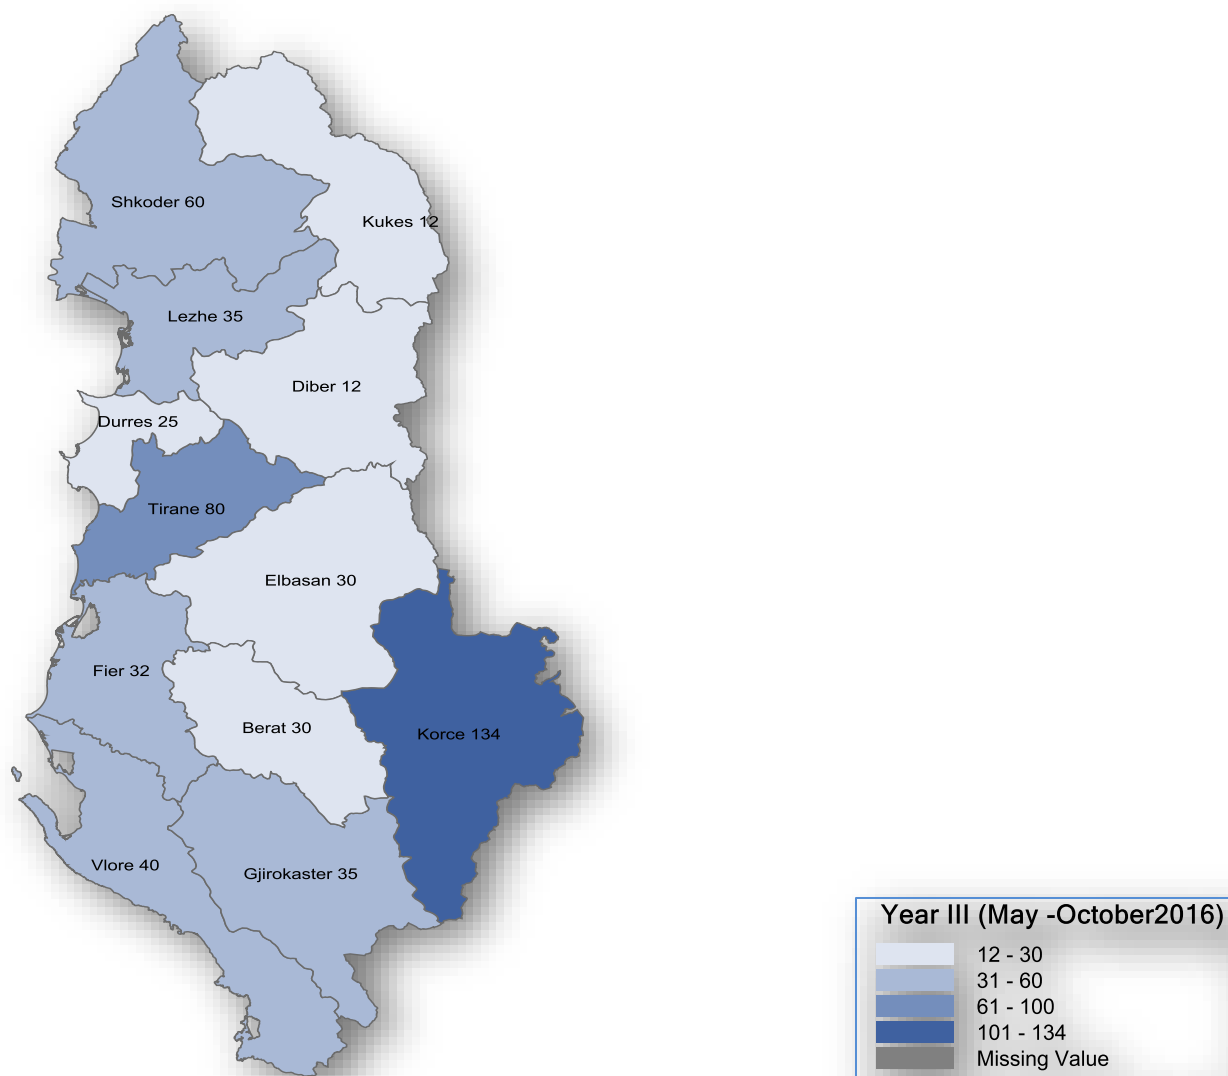 Shkoder 60
Kukes 12
Lezhe 35
Diber 12
Durres 25
Tirane 80
Elbasan 30
Fier 32
Berat 30
Korce 134
Vlore 40
Gjirokaster 35
Year III (May -October2016)
12 - 30
31 - 60
61 - 100
101 - 134
Missing Value